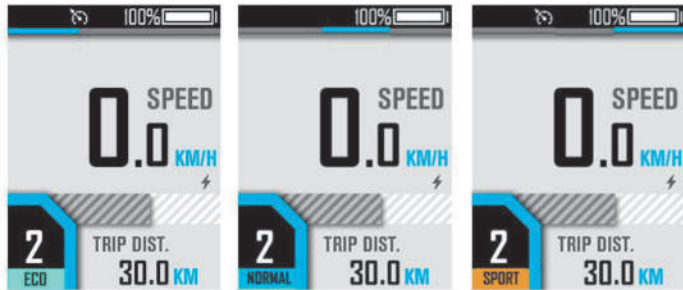 100%
SPEED
0.0 KM/H
2
ECO
TRIP DIST.
30.0 KM
100%
SPEED
0.0 KM/H
2
NORMAL
TRIP DIST.
30.0 KM
100%
SPEED
0.0 KM/H
2
SPORT
TRIP DIST.
30.0 KM